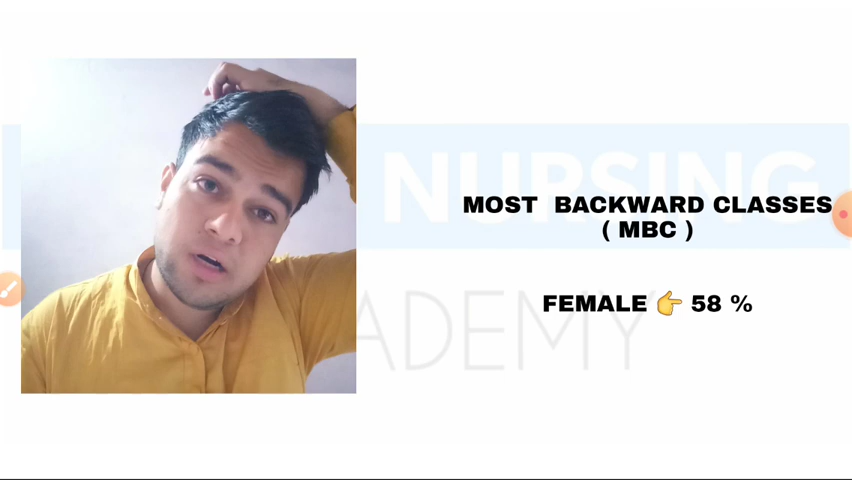 NURSING
MOST BACKWARD CLASSES
( MBC )
FEMALE 👉 58 %
ADEMY